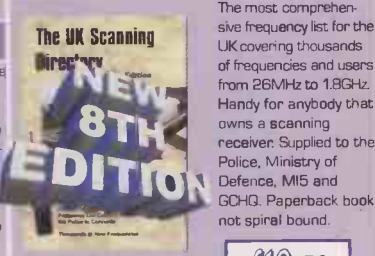 The UK Scanning
Directory
Edition
NEW
8TH
EDITION
The most comprehen-
sive frequency list for the
UK covering thousands
of frequencies and users
from 26MHz to 1.8GHz.
Handy for anybody that
owns a scanning
receiver. Supplied to the
Police, Ministry of
Defence, MI5 and
GCHQ. Paperback book
not spiral bound.